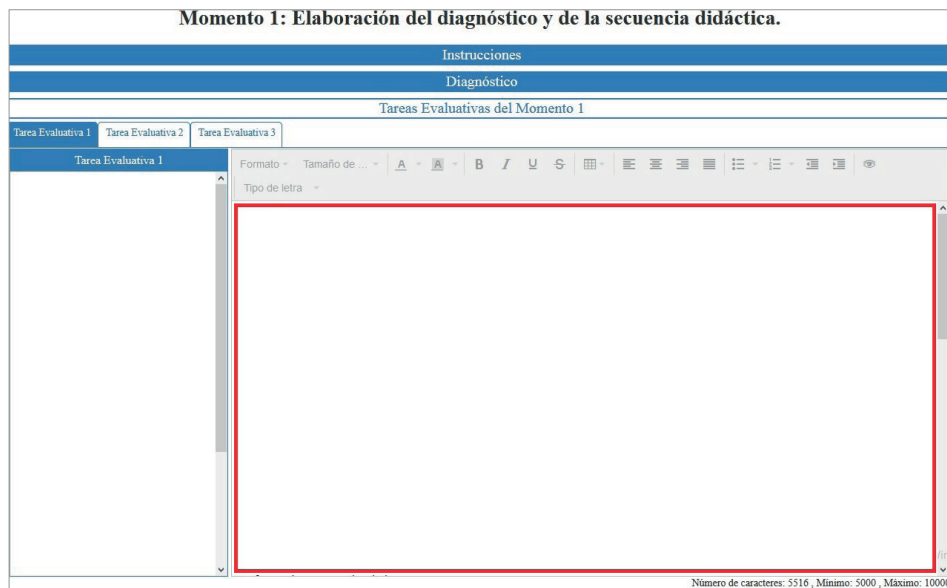 Momento 1: Elaboración del diagnóstico y de la secuencia didáctica.
Instrucciones
Diagnóstico
Tareas Evaluativas del Momento 1
Tarea Evaluativa 1 Tarea Evaluativa 2 Tarea Evaluativa 3
Tarea Evaluativa 1
Formato Tamaño de ... A A B I U S
Tipo de letra
Número de caracteres: 5516 , Mínimo: 5000 , Máximo: 1000